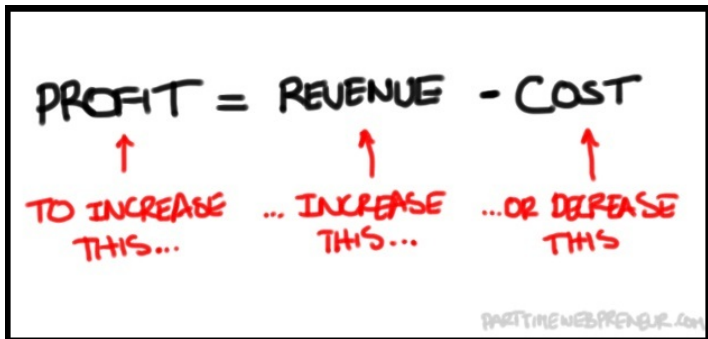 PROFIT = REVENUE - COST
TO INCREASE ... INCREASE ...OR DECREASE
THIS... THIS... THIS
PARTTIMEWEBPRENEUR.COM